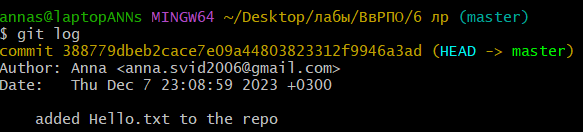 annas@laptopANNs MINGW64 ~/Desktop/лабы/ВвРПО/6 лр (master)
$ git log
commit 388779dbeb2cace7e09a44803823312f9946a3ad (HEAD -> master)
Author: Anna <anna.svid2006@gmail.com>
Date:   Thu Dec 7 23:08:59 2023 +0300

    added Hello.txt to the repo